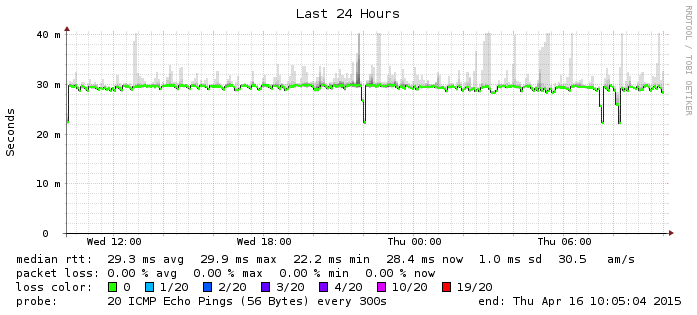 Last 24 Hours
RRDTOOL / TOBI OETIKER
Seconds
40 m
30 m
20 m
10 m
0
Wed 12:00 Wed 18:00 Thu 00:00 Thu 06:00
median rtt: 29.3 ms avg 29.9 ms max 22.2 ms min 28.4 ms now 1.0 ms sd 30.5 am/s
packet loss: 0.00 % avg 0.00 % max 0.00 % min 0.00 % now
loss color: 0 1/20 2/20 3/20 4/20 10/20 19/20
probe: 20 ICMP Echo Pings (56 Bytes) every 300s end: Thu Apr 16 10:05:04 2015